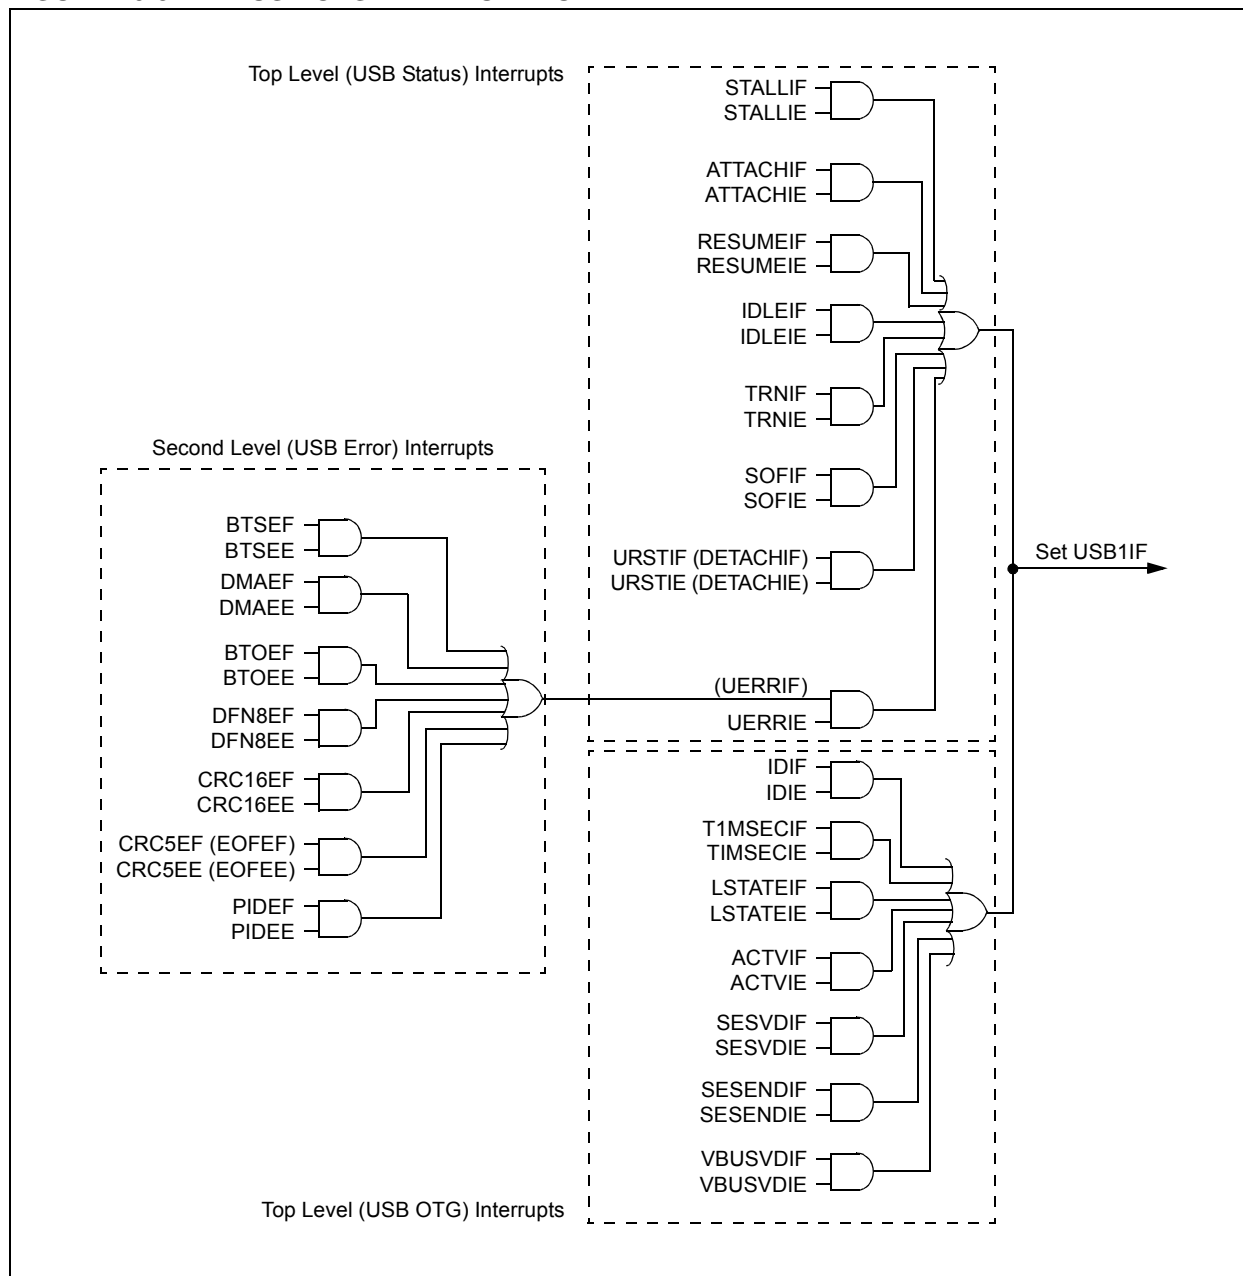 Top Level (USB Status) Interrupts
STALLIF
STALLIE
ATTACHIF
ATTACHIE
RESUMEIF
RESUMEIE
IDLEIF
IDLEIE
TRNIF
TRNIE
SOFIF
SOFIE
URSTIF (DETACHIF)
URSTIE (DETACHIE)
(UERRIF)
UERRIE
Second Level (USB Error) Interrupts
BTSEF
BTSEE
DMAEF
DMAEE
BTOEF
BTOEE
DFN8EF
DFN8EE
CRC16EF
CRC16EE
CRC5EF (EOFEF)
CRC5EE (EOFEE)
PIDEF
PIDEE
Set USB1IF
IDIF
IDIE
T1MSECIF
TIMSECIE
LSTATEIF
LSTATEIE
ACTVIF
ACTVIE
SESVDIF
SESVDIE
SESENDIF
SESENDIE
VBUSVDIF
VBUSVDIE
Top Level (USB OTG) Interrupts